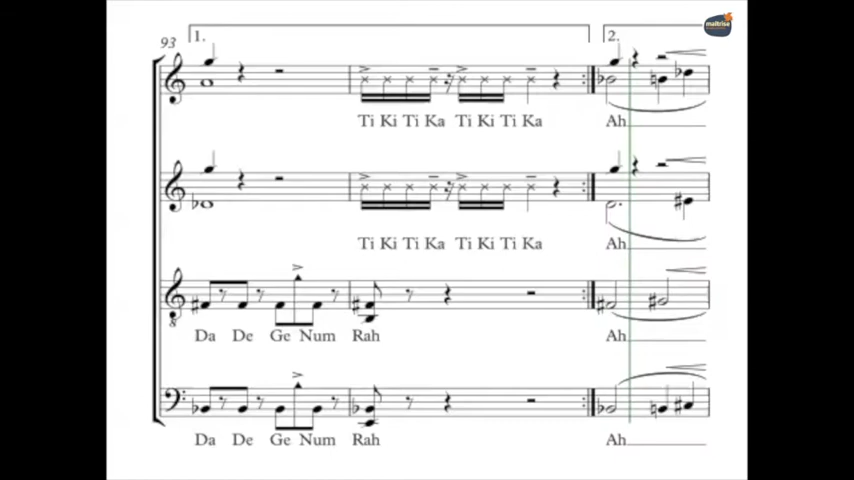 maîtrise
93
1.
2.
Ti Ki Ti Ka Ti Ki Ti Ka
Ah
Ti Ki Ti Ka Ti Ki Ti Ka
Ah
8
Da De Ge Num Rah
Ah
Da De Ge Num Rah
Ah